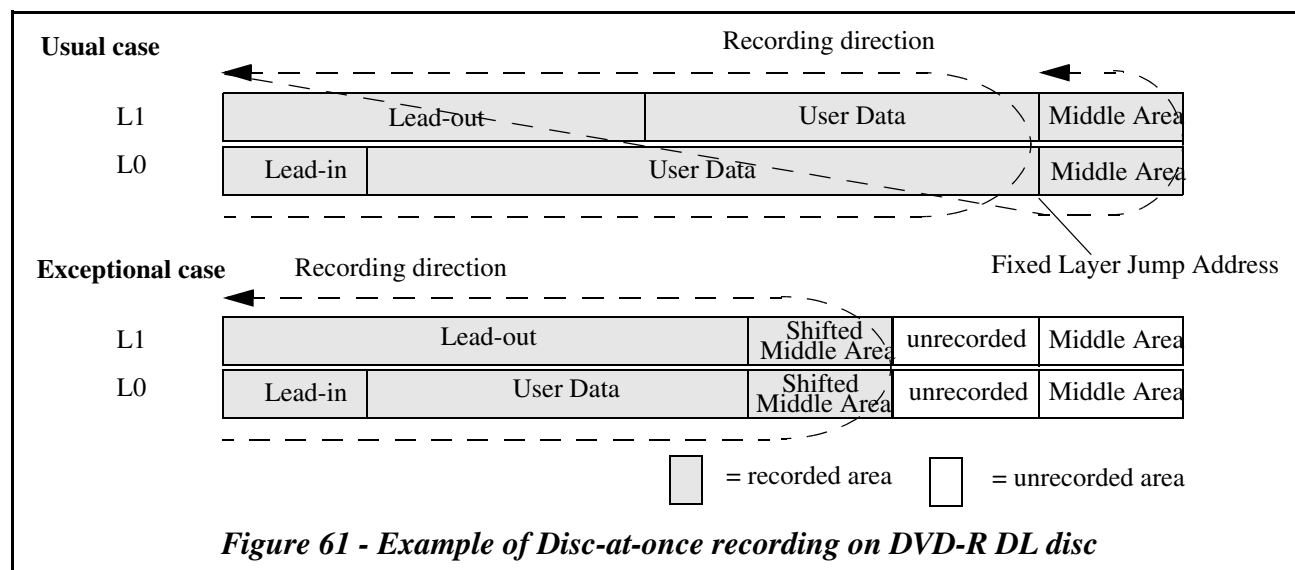 Usual case
Recording direction
L1
Lead-out
User Data
Middle Area
L0
Lead-in
User Data
Middle Area
Fixed Layer Jump Address
Exceptional case
Recording direction
L1
Lead-out
Shifted
Middle Area
unrecorded
Middle Area
L0
Lead-in
User Data
Shifted
Middle Area
unrecorded
Middle Area
= recorded area
= unrecorded area
Figure 61 - Example of Disc-at-once recording on DVD-R DL disc